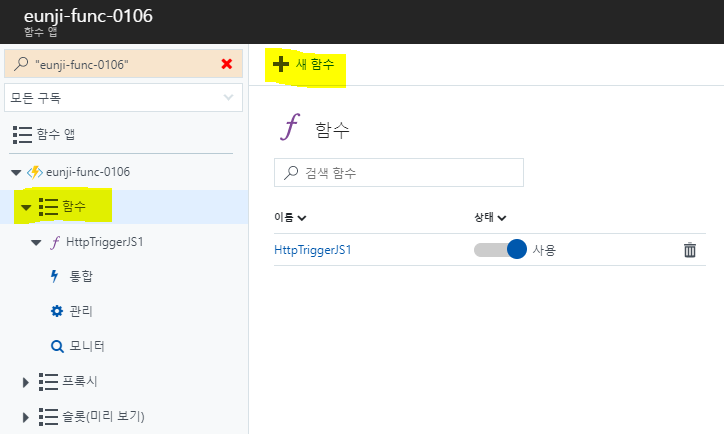 eunji-func-0106
함수 앱
"eunji-func-0106"
모든 구독
함수 앱
eunji-func-0106
함수
HttpTriggerJS1
통합
관리
모니터
프록시
슬롯(미리 보기)
새 함수
함수
검색 함수
이름 상태
HttpTriggerJS1 사용